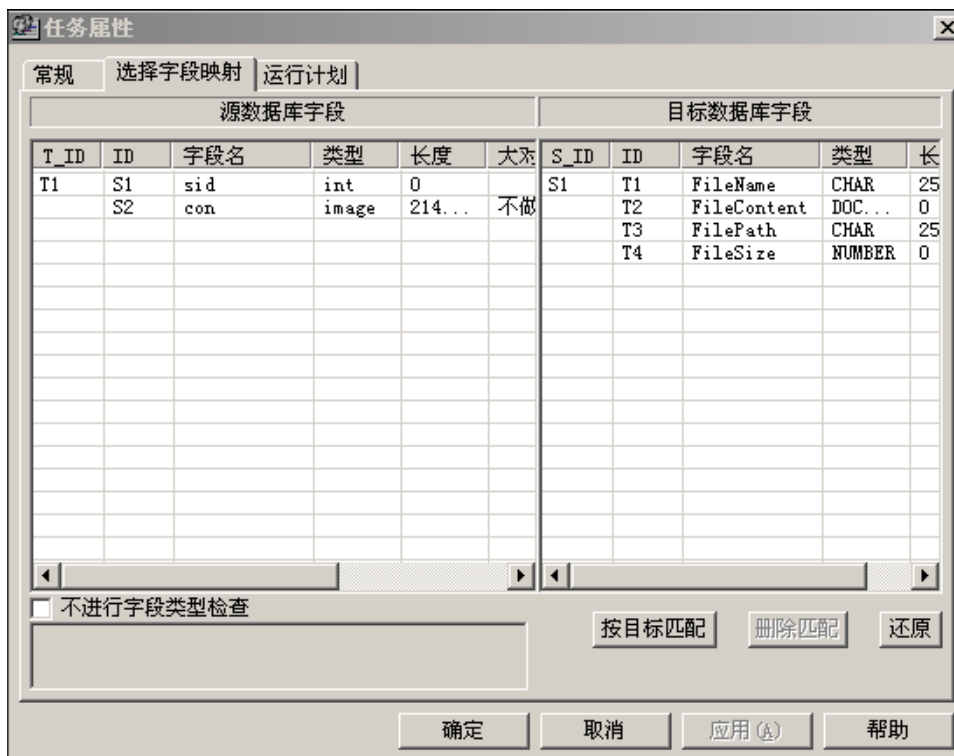 任务属性
常规 选择字段映射 运行计划
源数据库字段 目标数据库字段
T_ID ID 字段名 类型 长度 大对 S_ID ID 字段名 类型 长
T1 S1 sid int 0 S1 T1 FileName CHAR 25
S2 con image 214... 不做 T2 FileContent DOC... 0
T3 FilePath CHAR 25
T4 FileSize NUMBER 0
不进行字段类型检查
按目标匹配 删除匹配 还原
确定 取消 应用(A) 帮助